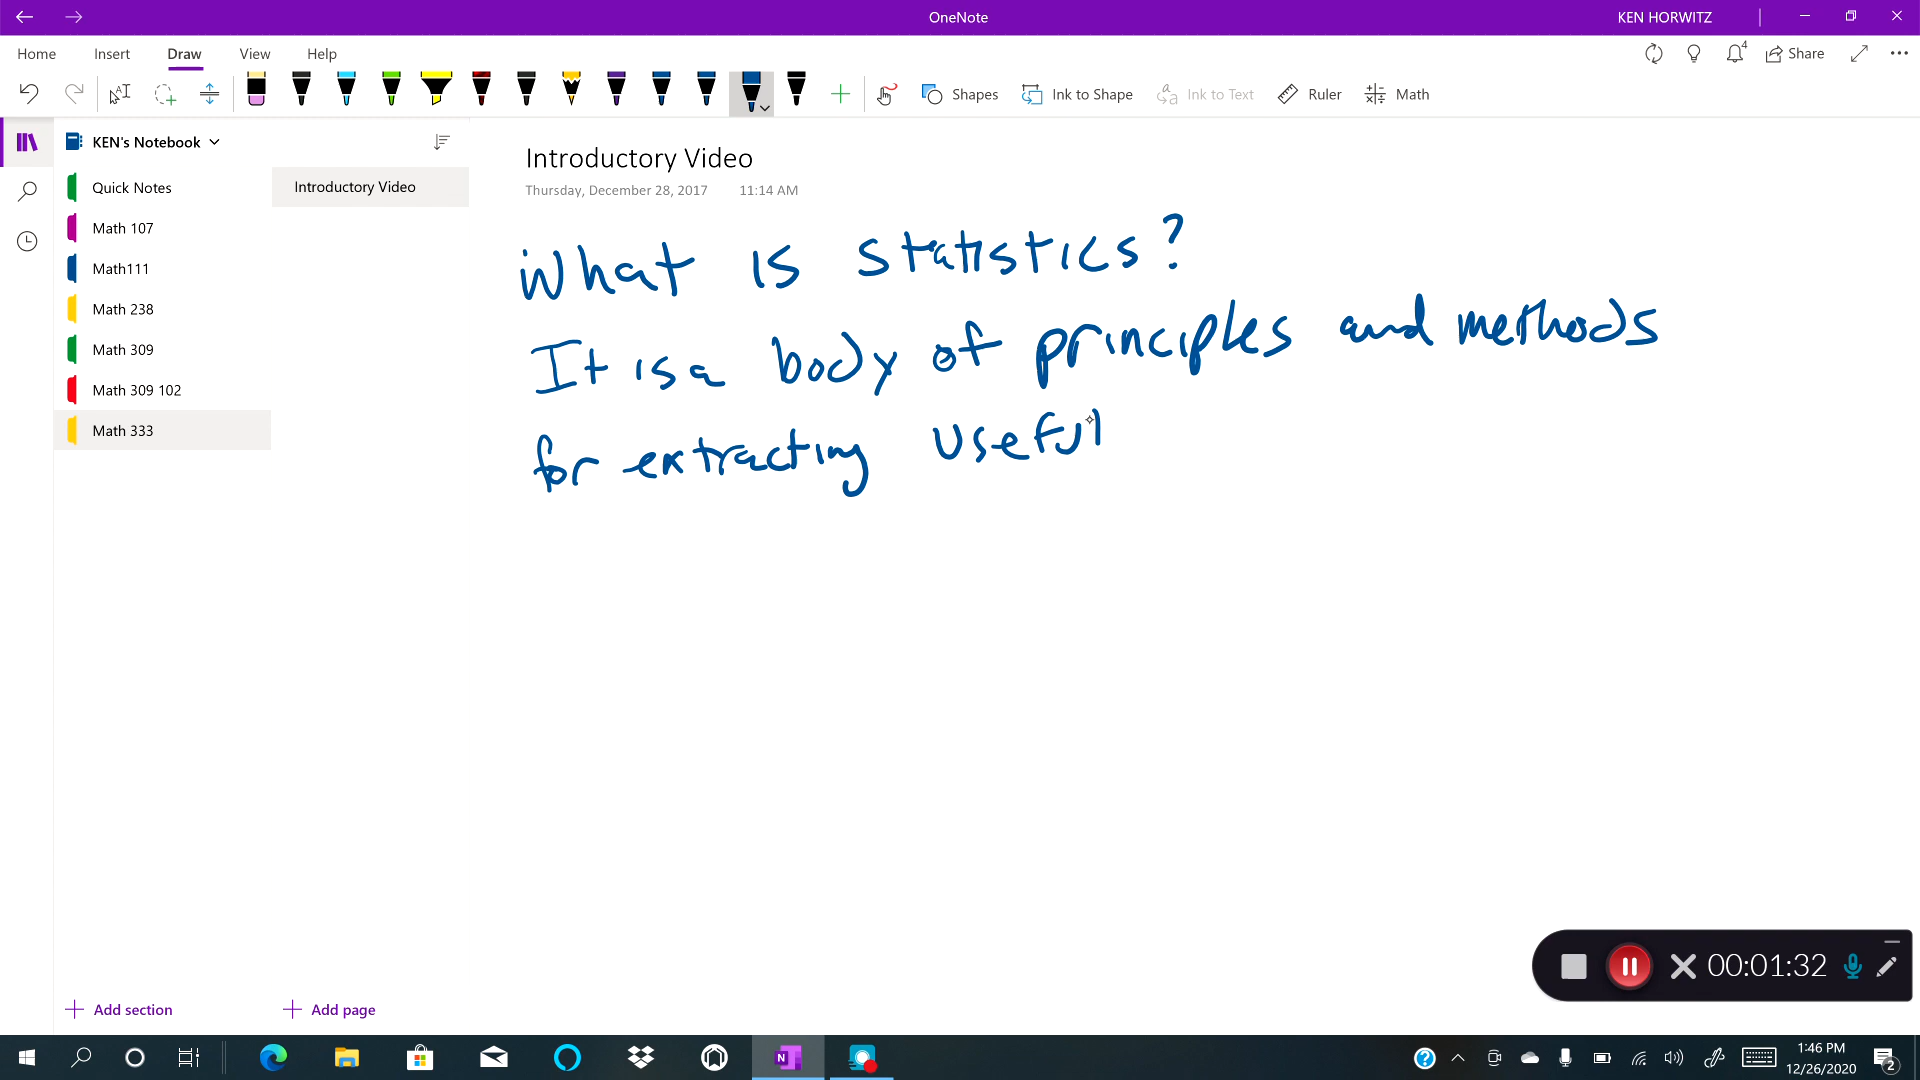 OneNote
KEN HORWITZ
Home Insert Draw View Help
4 Share
Shapes Ink to Shape Ink to Text Ruler Math
KEN's Notebook
Quick Notes
Math 107
Math111
Math 238
Math 309
Math 309 102
Math 333
Introductory Video
Introductory Video
Thursday, December 28, 2017 11:14 AM
What is statistics?
It is a body of principles and methods
for extracting useful
00:01:32
Add section
Add page
1:46 PM
12/26/2020
2